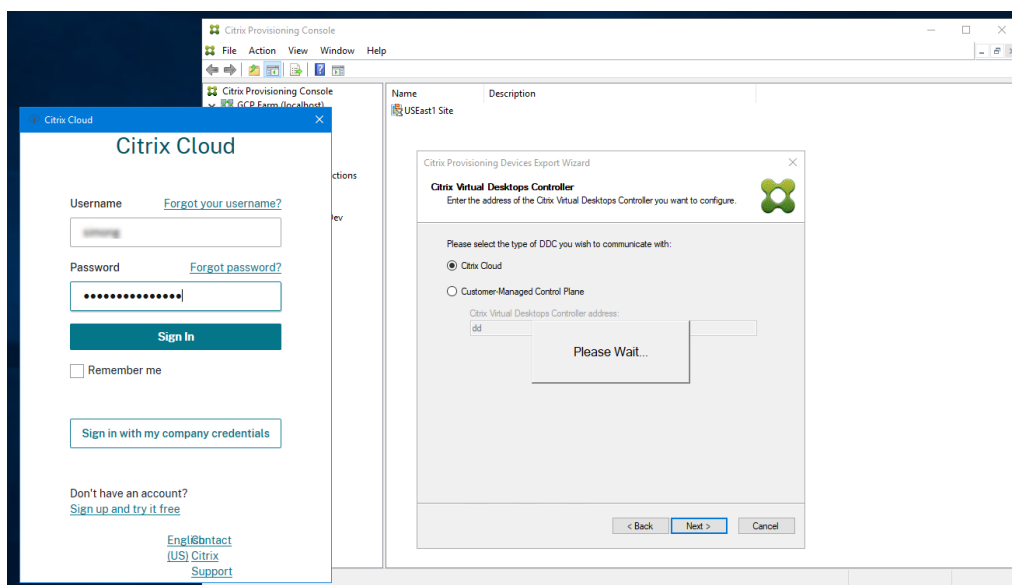 Citrix Provisioning Console
File Action View Window Help
Citrix Provisioning Console
GCP Farm (localhost)
Name Description
USEast1 Site
Citrix Cloud
Citrix Cloud
Username Forgot your username?
Password Forgot password?
•••••••••••••••
Sign In
Remember me
Sign in with my company credentials
Don't have an account?
Sign up and try it free
English
(US)
Contact
Citrix
Support
Citrix Provisioning Devices Export Wizard
Citrix Virtual Desktops Controller
Enter the address of the Citrix Virtual Desktops Controller you want to configure.
Please select the type of DDC you wish to communicate with:
Citrix Cloud
Customer-Managed Control Plane
Citrix Virtual Desktops Controller address:
dd
Please Wait...
< Back Next > Cancel